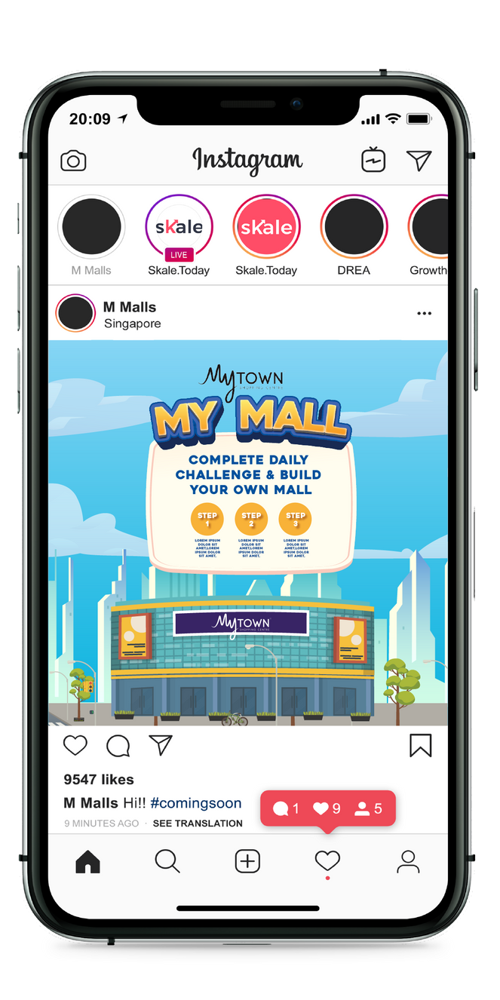 20:09
Instagram
M Malls
LIVE
Skale.Today
Skale.Today
DREA
Growth
skale
skale
M Malls
Singapore
MyTOWN
SHOPPING CENTRE
MY MALL
COMPLETE DAILY
CHALLENGE & BUILD
YOUR OWN MALL
STEP
1
STEP
2
STEP
3
LOREM IPSUM
DOLOR SIT
AMET,LOREM
IPSUM DOLOR
SIT AMET.
LOREM IPSUM
DOLOR SIT
AMET,LOREM
IPSUM DOLOR
SIT AMET.
LOREM IPSUM
DOLOR SIT
AMET,LOREM
IPSUM DOLOR
SIT AMET.
MyTOWN
SHOPPING CENTRE
9547 likes
M Malls Hi!! #comingsoon
1 9 5
9 MINUTES AGO · SEE TRANSLATION